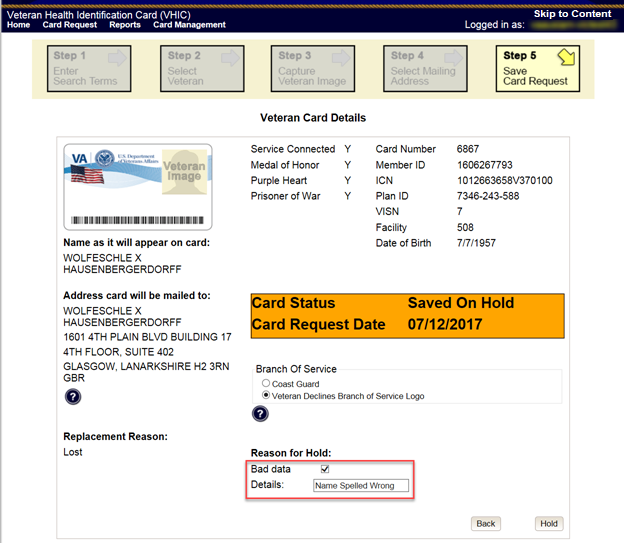 Veteran Health Identification Card (VHIC)
Skip to Content
Home Card Request Reports Card Management
Logged in as:
Step 1
Enter
Search Terms
Step 2
Select
Veteran
Step 3
Capture
Veteran Image
Step 4
Select Mailing
Address
Step 5
Save
Card Request
Veteran Card Details
VA
U.S. Department
of Veterans Affairs
Veteran
Image
Service Connected Y
Medal of Honor Y
Purple Heart Y
Prisoner of War Y
Card Number 6867
Member ID 1606267793
ICN 1012663658V370100
Plan ID 7346-243-588
VISN 7
Facility 508
Date of Birth 7/7/1957
Name as it will appear on card:
WOLFESCHLE X
HAUSENBERGERDORFF
Address card will be mailed to:
WOLFESCHLE X
HAUSENBERGERDORFF
1601 4TH PLAIN BLVD BUILDING 17
4TH FLOOR, SUITE 402
GLASGOW, LANARKSHIRE H2 3RN
GBR
?
Card Status Saved On Hold
Card Request Date 07/12/2017
Branch Of Service
Coast Guard
Veteran Declines Branch of Service Logo
?
Replacement Reason:
Lost
Reason for Hold:
Bad data
Details: Name Spelled Wrong
Back Hold